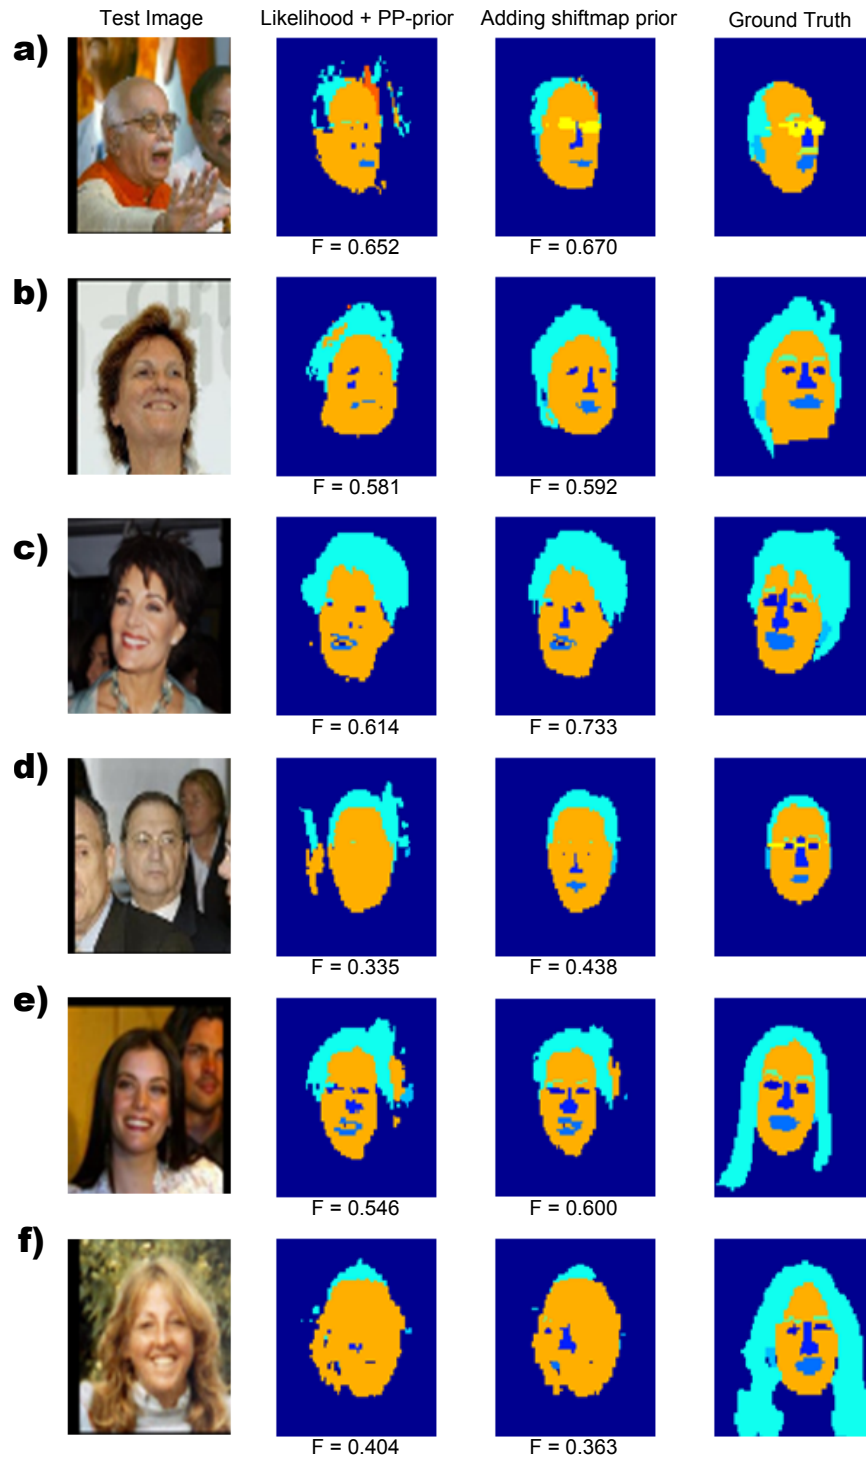 Test Image Likelihood + PP-prior Adding shiftmap prior Ground Truth
a)
F = 0.652 F = 0.670
b)
F = 0.581 F = 0.592
c)
F = 0.614 F = 0.733
d)
F = 0.335 F = 0.438
e)
F = 0.546 F = 0.600
f)
F = 0.404 F = 0.363